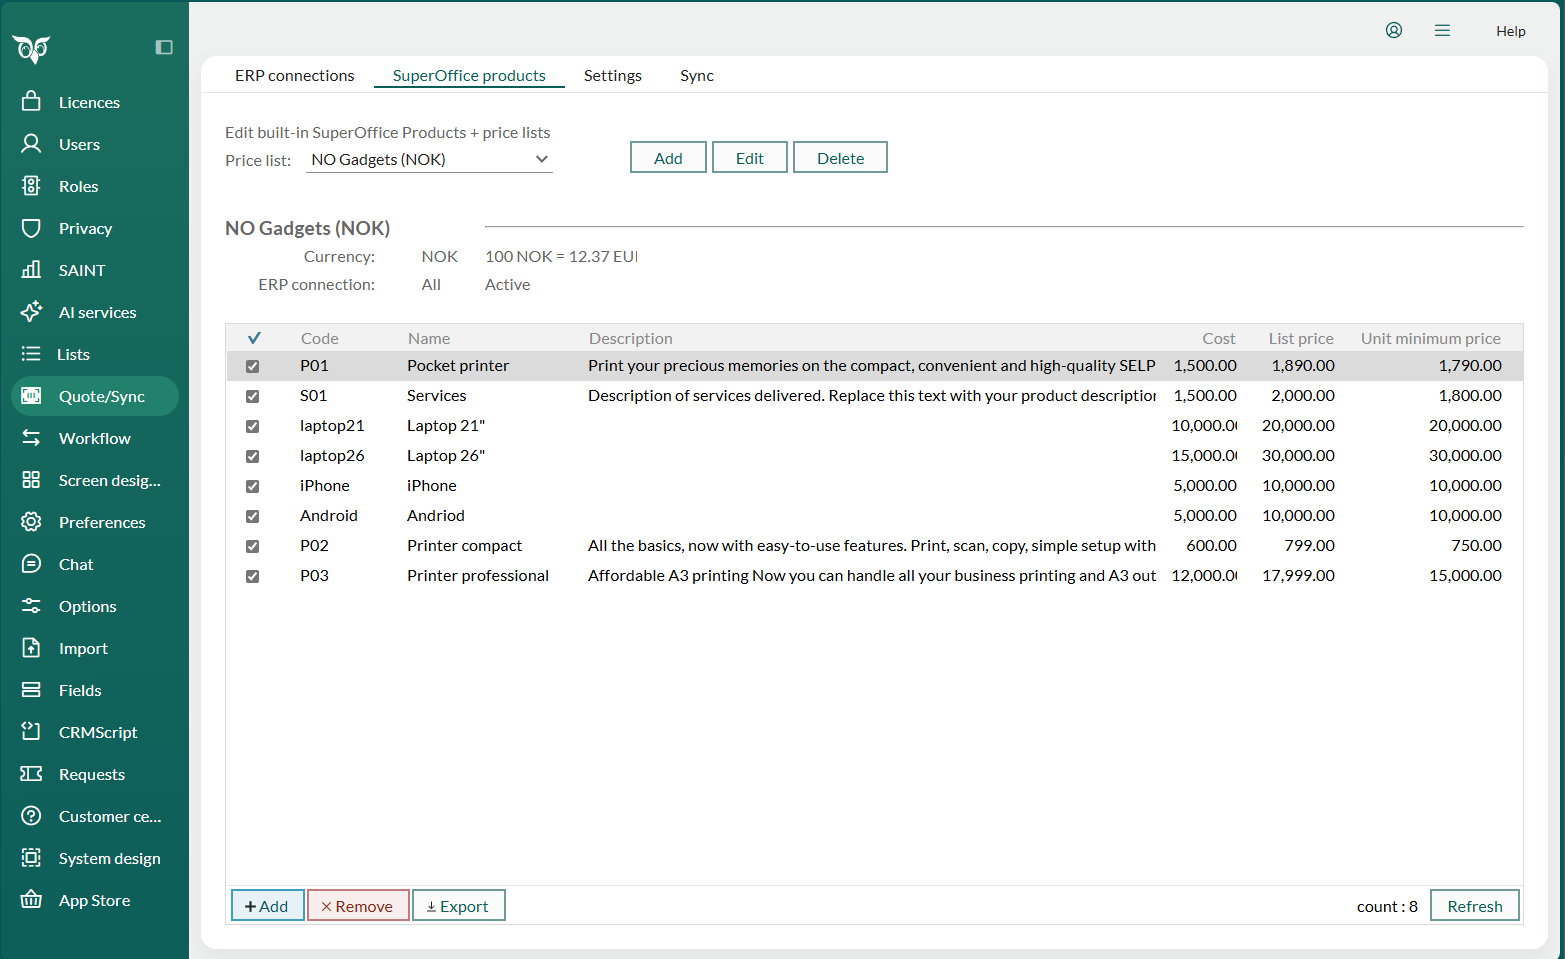 Help
ERP connections SuperOffice products Settings Sync
Licences
Users
Roles
Privacy
SAINT
AI services
Lists
Quote/Sync
Workflow
Screen desig...
Preferences
Chat
Options
Import
Fields
CRMScript
Requests
Customer ce...
System design
App Store
Edit built-in SuperOffice Products + price lists
Price list: NO Gadgets (NOK) Add Edit Delete
NO Gadgets (NOK)
Currency: NOK 100 NOK = 12.37 EUI
ERP connection: All Active
Code Name Description Cost List price Unit minimum price
P01 Pocket printer Print your precious memories on the compact, convenient and high-quality SELP 1,500.00 1,890.00 1,790.00
S01 Services Description of services delivered. Replace this text with your product description 1,500.00 2,000.00 1,800.00
laptop21 Laptop 21" 10,000.0 20,000.00 20,000.00
laptop26 Laptop 26" 15,000.0 30,000.00 30,000.00
iPhone iPhone 5,000.00 10,000.00 10,000.00
Android Andriod 5,000.00 10,000.00 10,000.00
P02 Printer compact All the basics, now with easy-to-use features. Print, scan, copy, simple setup with 600.00 799.00 750.00
P03 Printer professional Affordable A3 printing Now you can handle all your business printing and A3 out 12,000.0 17,999.00 15,000.00
+ Add × Remove Export count : 8 Refresh